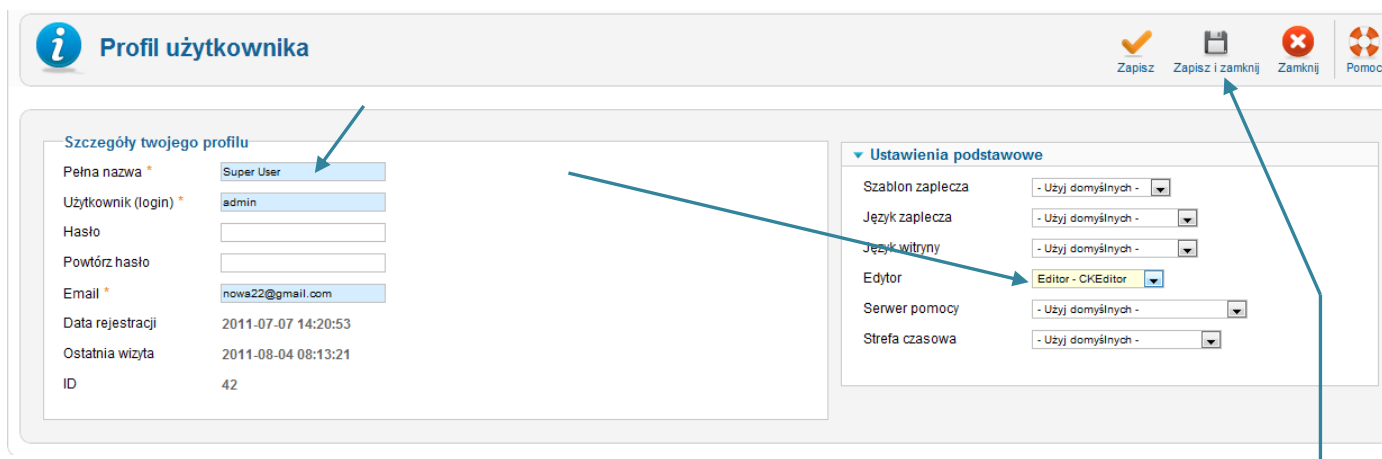 Profil użytkownika
Zapisz
Zapisz i zamknij
Zamknij
Pomoc
Szczegóły twojego profilu
Pełna nazwa * Super User
Użytkownik (login) * admin
Hasło
Powtórz hasło
Email * nowa22@gmail.com
Data rejestracji 2011-07-07 14:20:53
Ostatnia wizyta 2011-08-04 08:13:21
ID 42
Ustawienia podstawowe
Szablon zaplecza - Użyj domyślnych -
Język zaplecza - Użyj domyślnych -
Język witryny - Użyj domyślnych -
Edytor Editor - CKEditor
Serwer pomocy - Użyj domyślnych -
Strefa czasowa - Użyj domyślnych -